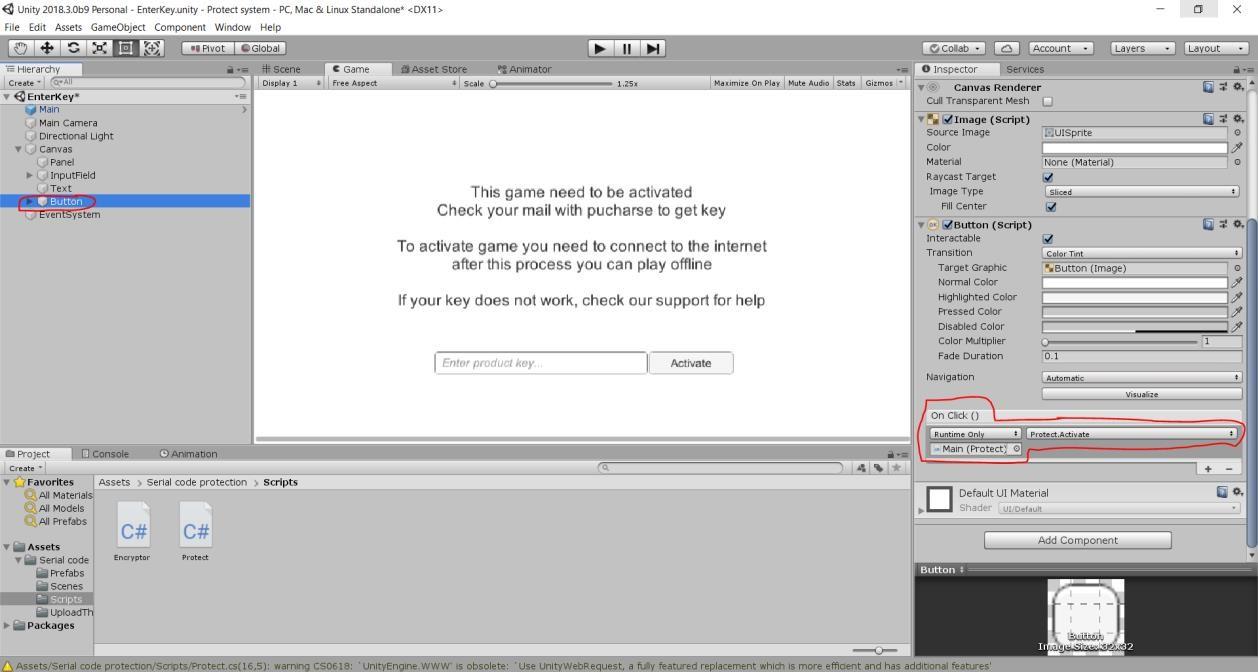 Unity 2018.3.0b9 Personal - EnterKey.unity - Protect system - PC, Mac & Linux Standalone* <DX11>
File Edit Assets GameObject Component Window Help
Pivot Global Collab Account Layers Layout
Hierarchy
Create All
EnterKey*
Main
Main Camera
Directional Light
Canvas
Panel
InputField
Text
Button
EventSystem
Scene Game Asset Store Animator
Display 1 Free Aspect Scale 1.25x Maximize On Play Mute Audio Stats Gizmos
This game need to be activated
Check your mail with pucharse to get key
To activate game you need to connect to the internet
after this process you can play offline
If your key does not work, check our support for help
Enter product key... Activate
Inspector Services
Canvas Renderer
Cull Transparent Mesh
Image (Script)
Source Image UISprite
Color
Material None (Material)
Raycast Target
Image Type Sliced
Fill Center
Button (Script)
Interactable
Transition Color Tint
Target Graphic Button (Image)
Normal Color
Highlighted Color
Pressed Color
Disabled Color
Color Multiplier 1
Fade Duration 0.1
Navigation Automatic
Visualize
On Click ()
Runtime Only Protect.Activate
Main (Protect)
+ −
Default UI Material
Shader UI/Default
Add Component
Button
Button
Image Size: 32x32
Project Console Animation
Create
Favorites
All Materials
All Models
All Prefabs
Assets
Serial code
Prefabs
Scenes
Scripts
UploadTh
Packages
Assets > Serial code protection > Scripts
C# C#
Encryptor Protect
Assets/Serial code protection/Scripts/Protect.cs(16,5): warning CS0618: `UnityEngine.WWW' is obsolete: `Use UnityWebRequest, a fully featured replacement which is more efficient and has additional features'